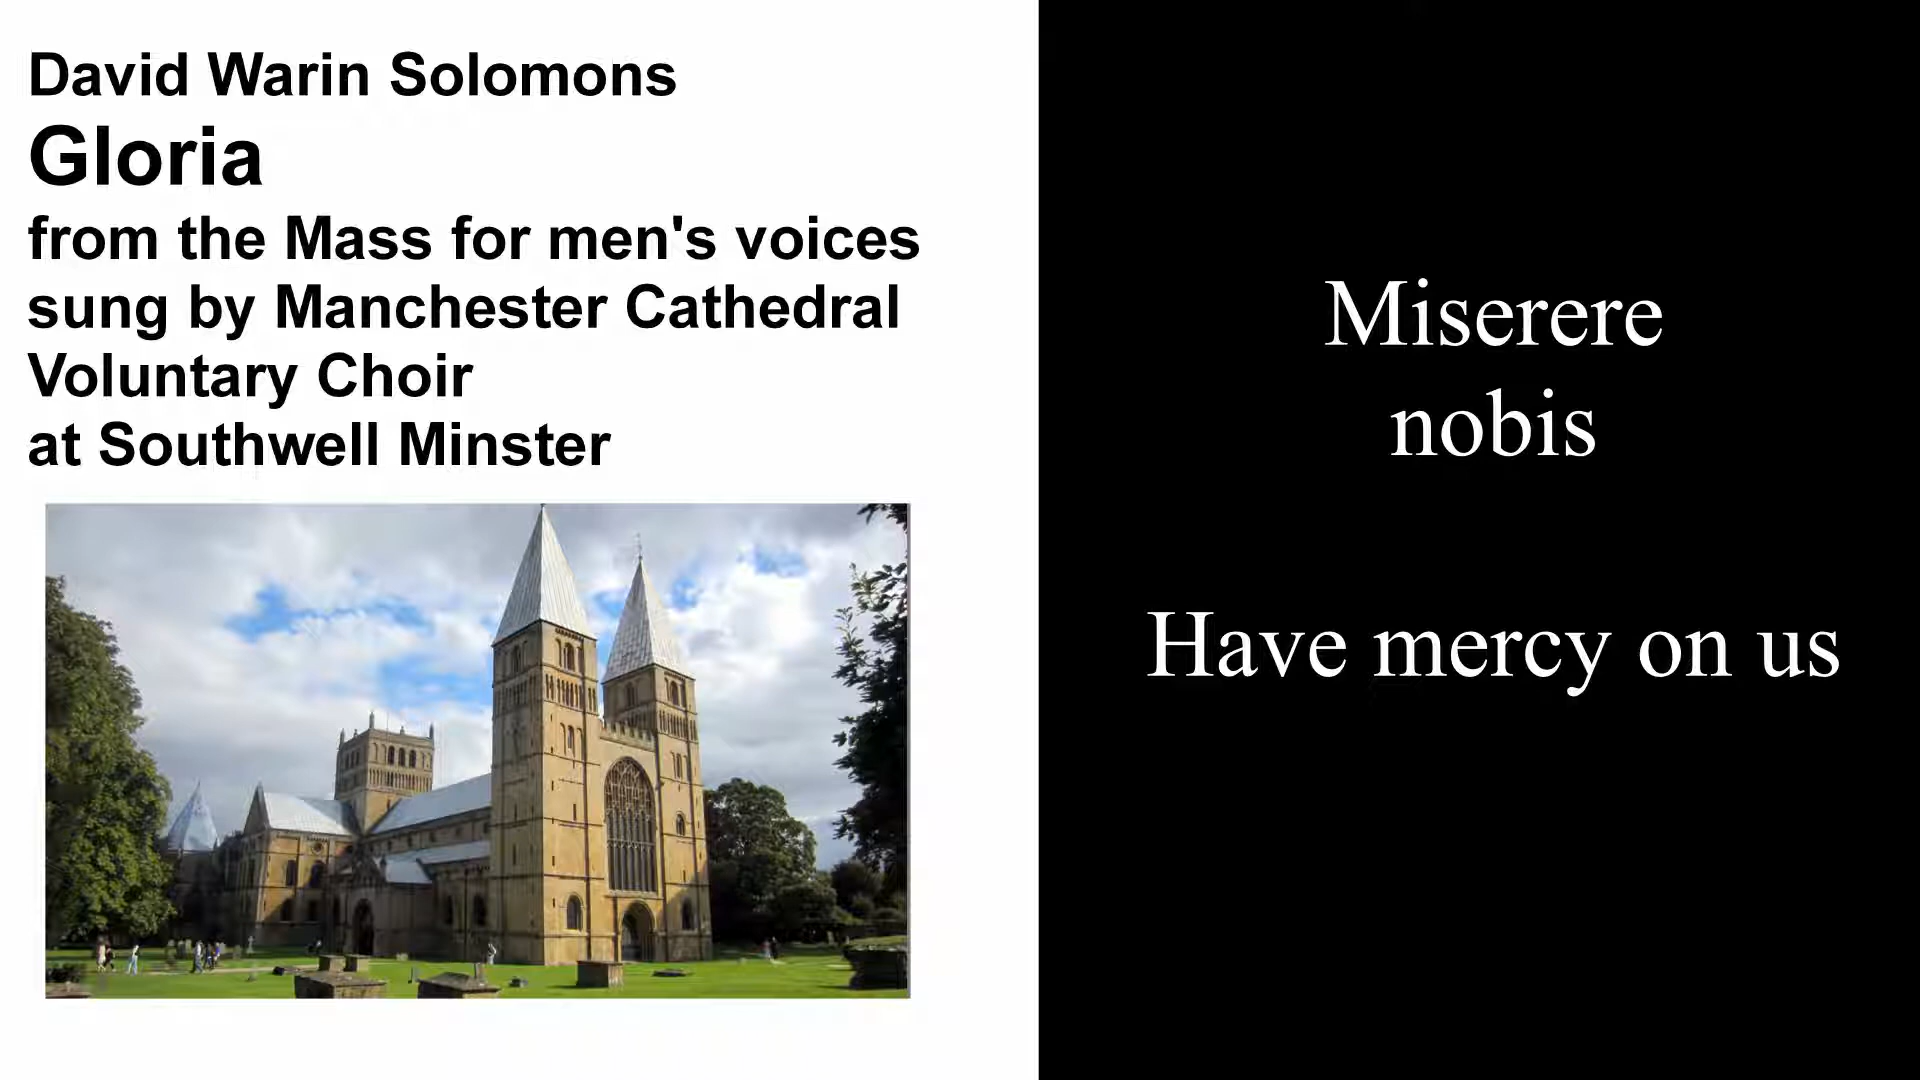 David Warin Solomons
Gloria
from the Mass for men's voices
sung by Manchester Cathedral
Voluntary Choir
at Southwell Minster
Miserere
nobis
Have mercy on us